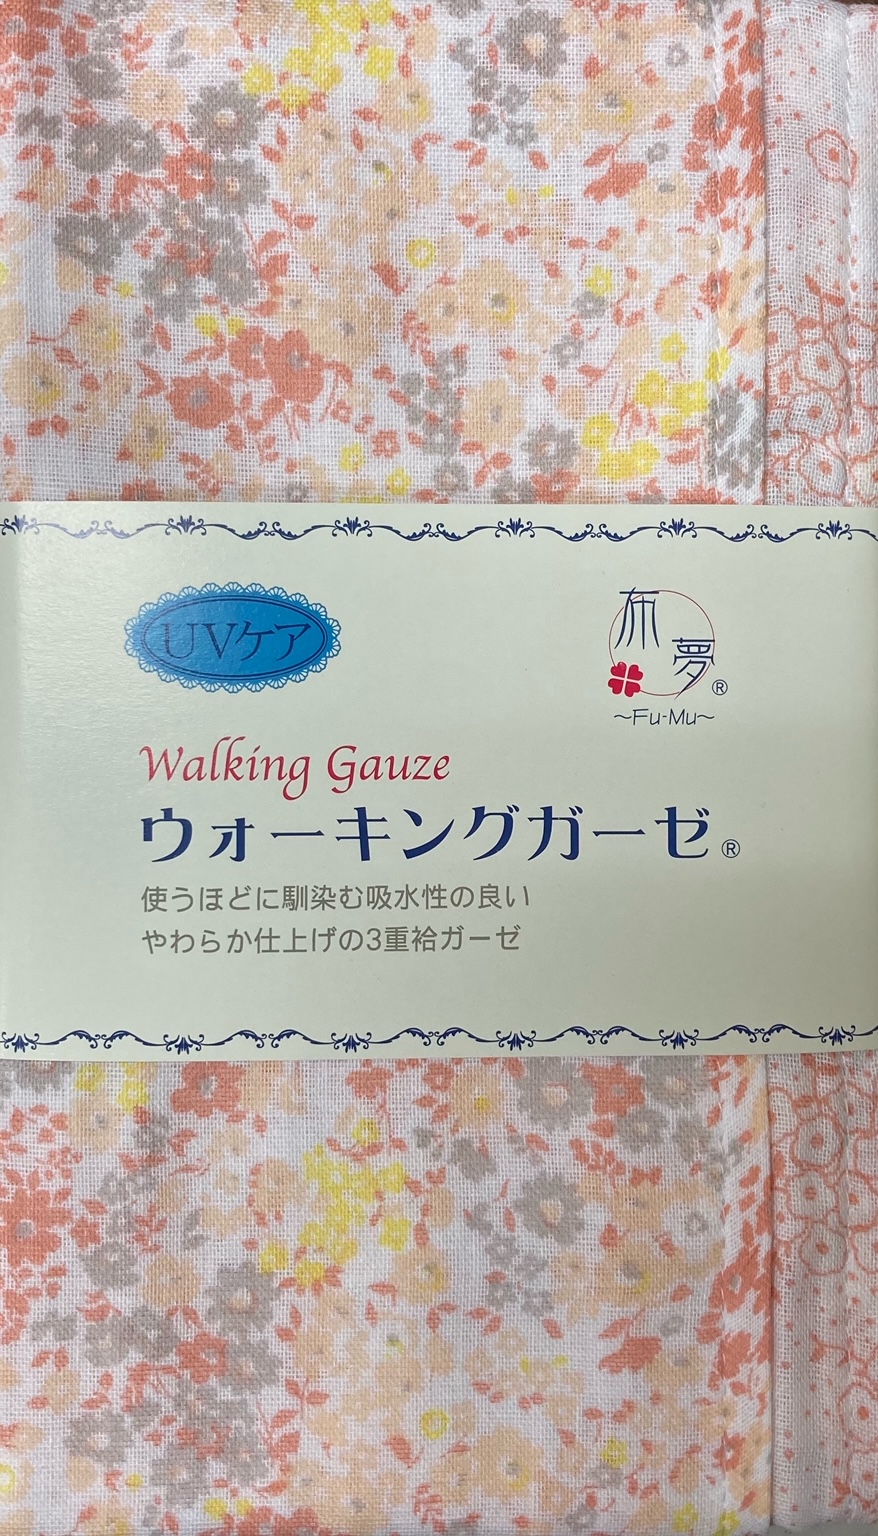 UVケア
布夢®
~Fu-Mu~
Walking Gauze
ウォーキングガーゼ®
使うほどに馴染む吸水性の良い
やわらか仕上げの3重袷ガーゼ